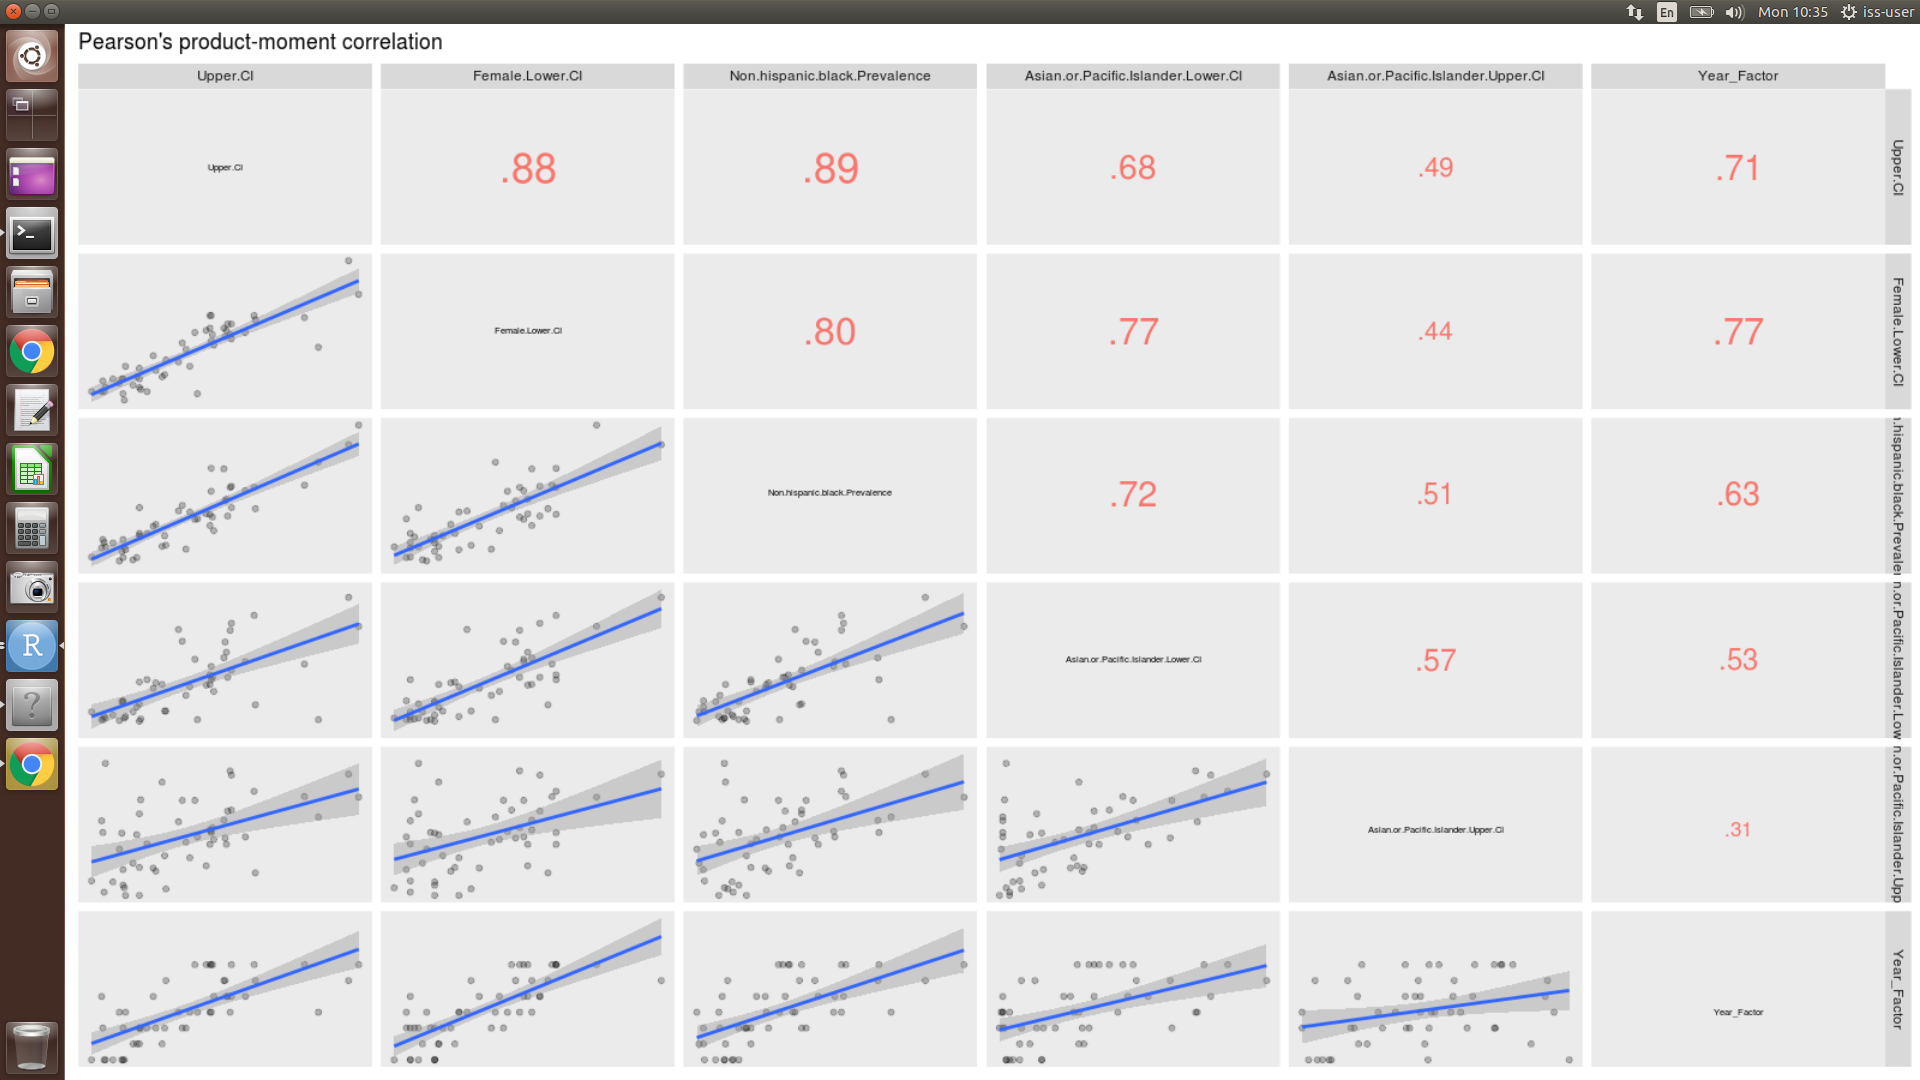 En
Mon 10:35
iss-user
Pearson's product-moment correlation
Upper.CI
Female.Lower.CI
Non.hispanic.black.Prevalence
Asian.or.Pacific.Islander.Lower.CI
Asian.or.Pacific.Islander.Upper.CI
Year_Factor
Upper.CI
.88
.89
.68
.49
.71
Upper.CI
Female.Lower.CI
.80
.77
.44
.77
Female.Lower.CI
Non.hispanic.black.Prevalence
.72
.51
.63
.hispanic.black.Prevale
Asian.or.Pacific.Islander.Lower.CI
.57
.53
n.or.Pacific.Islander.Low
Asian.or.Pacific.Islander.Upper.CI
.31
n.or.Pacific.Islander.Upp
Year_Factor
Year_Factor
>_
R
?